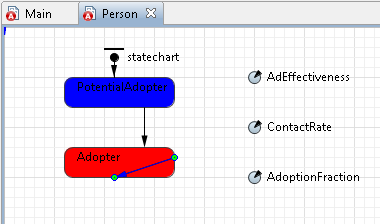 Main
Person
statechart
PotentialAdopter
AdEffectiveness
ContactRate
Adopter
AdoptionFraction